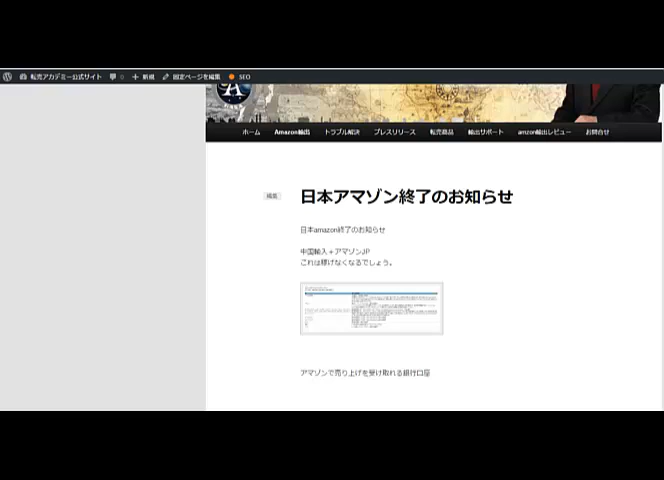 転売アカデミー公式サイト 0 新規 固定ページを編集 SEO
A
ホーム Amazon輸出 トラブル解決 プレスリリース 転売商品 輸出サポート amzon輸出レビュー お問合せ
編集 日本アマゾン終了のお知らせ
日本amazon終了のお知らせ
中国輸入+アマゾンJP
これは稼げなくなるでしょう。
アマゾンで売り上げを受け取れる銀行口座